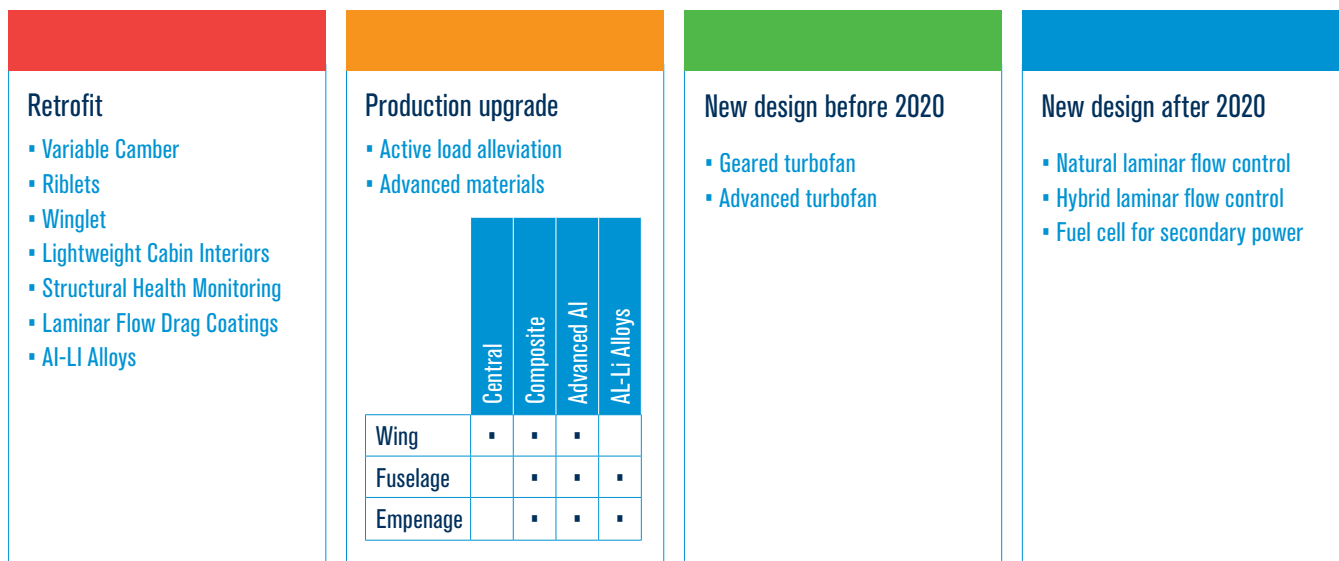 Retrofit
▪ Variable Camber
▪ Riblets
▪ Winglet
▪ Lightweight Cabin Interiors
▪ Structural Health Monitoring
▪ Laminar Flow Drag Coatings
▪ Al-LI Alloys
Production upgrade
▪ Active load alleviation
▪ Advanced materials
Central
Composite
Advanced Al
AL-Li Alloys
Wing ▪ ▪ ▪
Fuselage ▪ ▪ ▪
Empenage ▪ ▪ ▪
New design before 2020
▪ Geared turbofan
▪ Advanced turbofan
New design after 2020
▪ Natural laminar flow control
▪ Hybrid laminar flow control
▪ Fuel cell for secondary power